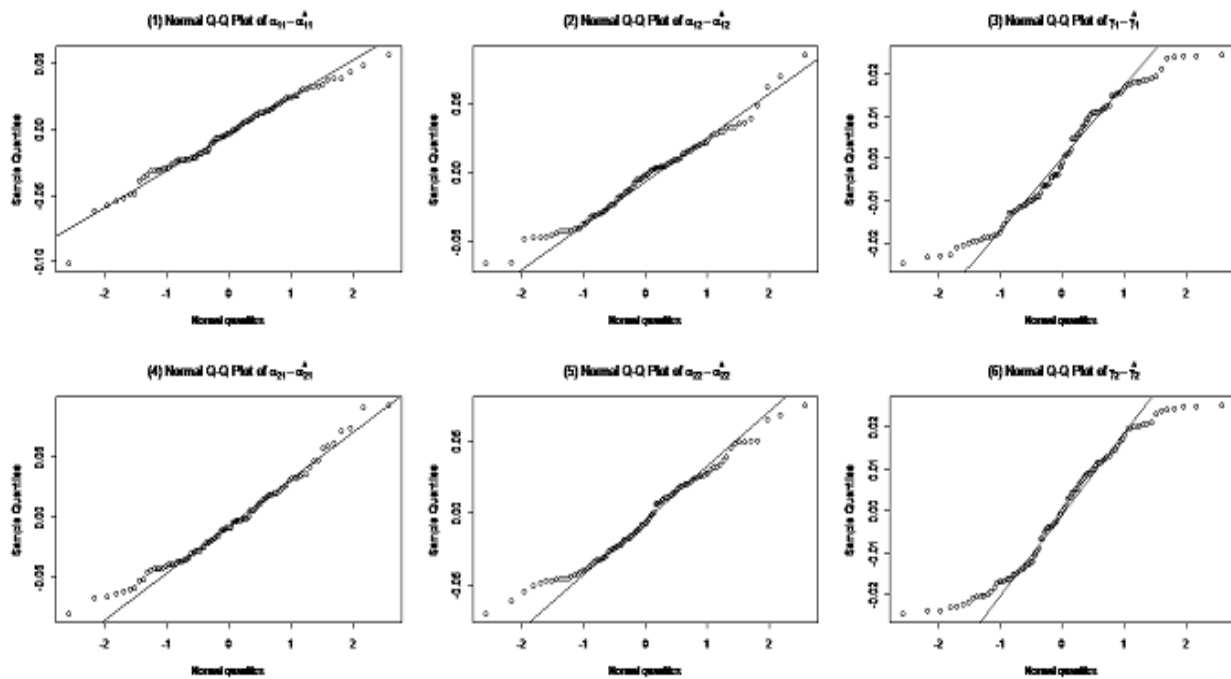 (1) Normal Q-Q Plot of α₁₁ − α̂₁₁
(2) Normal Q-Q Plot of α₁₂ − α̂₁₂
(3) Normal Q-Q Plot of γ₁ − γ̂₁
Sample Quantiles
0.05
0.00
-0.05
-0.10
-2 -1 0 1 2
Normal quantiles
Sample Quantiles
0.05
0.00
-0.05
-2 -1 0 1 2
Normal quantiles
Sample Quantiles
0.02
0.01
0.00
-0.01
-0.02
-2 -1 0 1 2
Normal quantiles
(4) Normal Q-Q Plot of α₂₁ − α̂₂₁
(5) Normal Q-Q Plot of α₂₂ − α̂₂₂
(6) Normal Q-Q Plot of γ₂ − γ̂₂
Sample Quantiles
0.05
0.00
-0.05
-2 -1 0 1 2
Normal quantiles
Sample Quantiles
0.05
0.00
-0.05
-2 -1 0 1 2
Normal quantiles
Sample Quantiles
0.02
0.01
0.00
-0.01
-0.02
-2 -1 0 1 2
Normal quantiles